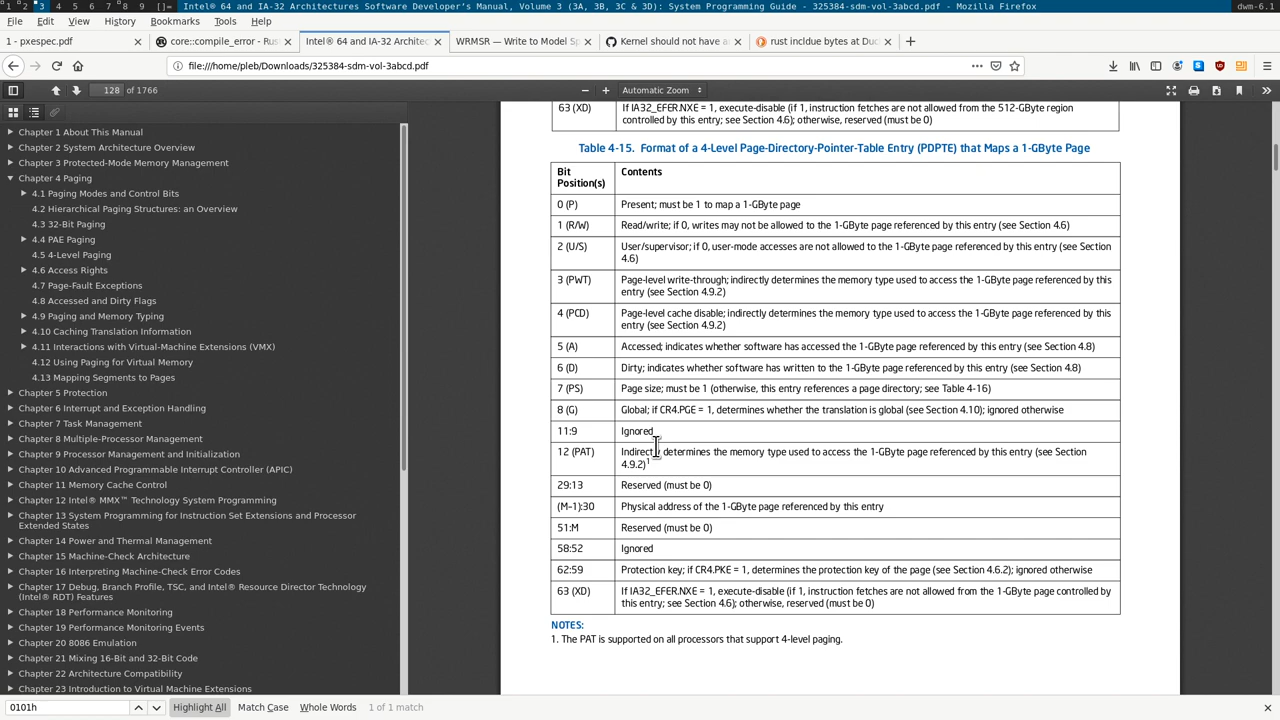 1 2 3 4 5 6 7 8 9 []= Intel® 64 and IA-32 Architectures Software Developer's Manual, Volume 3 (3A, 3B, 3C & 3D): System Programming Guide - 325384-sdm-vol-3abcd.pdf - Mozilla Firefox dwm-6.1
File Edit View History Bookmarks Tools Help
1 - pxespec.pdf × core::compile_error - Rus × Intel® 64 and IA-32 Architec × WRMSR — Write to Model Sp × Kernel should not have a × rust incldue bytes at Duc ×
file:///home/pleb/Downloads/325384-sdm-vol-3abcd.pdf
128 of 1766 Automatic Zoom
Chapter 1 About This Manual
Chapter 2 System Architecture Overview
Chapter 3 Protected-Mode Memory Management
Chapter 4 Paging
4.1 Paging Modes and Control Bits
4.2 Hierarchical Paging Structures: an Overview
4.3 32-Bit Paging
4.4 PAE Paging
4.5 4-Level Paging
4.6 Access Rights
4.7 Page-Fault Exceptions
4.8 Accessed and Dirty Flags
4.9 Paging and Memory Typing
4.10 Caching Translation Information
4.11 Interactions with Virtual-Machine Extensions (VMX)
4.12 Using Paging for Virtual Memory
4.13 Mapping Segments to Pages
Chapter 5 Protection
Chapter 6 Interrupt and Exception Handling
Chapter 7 Task Management
Chapter 8 Multiple-Processor Management
Chapter 9 Processor Management and Initialization
Chapter 10 Advanced Programmable Interrupt Controller (APIC)
Chapter 11 Memory Cache Control
Chapter 12 Intel® MMX™ Technology System Programming
Chapter 13 System Programming for Instruction Set Extensions and Processor
Extended States
Chapter 14 Power and Thermal Management
Chapter 15 Machine-Check Architecture
Chapter 16 Interpreting Machine-Check Error Codes
Chapter 17 Debug, Branch Profile, TSC, and Intel® Resource Director Technology
(Intel® RDT) Features
Chapter 18 Performance Monitoring
Chapter 19 Performance Monitoring Events
Chapter 20 8086 Emulation
Chapter 21 Mixing 16-Bit and 32-Bit Code
Chapter 22 Architecture Compatibility
Chapter 23 Introduction to Virtual Machine Extensions
63 (XD) If IA32_EFER.NXE = 1, execute-disable (if 1, instruction fetches are not allowed from the 512-GByte region
controlled by this entry; see Section 4.6); otherwise, reserved (must be 0)
Table 4-15. Format of a 4-Level Page-Directory-Pointer-Table Entry (PDPTE) that Maps a 1-GByte Page
Bit Contents
Position(s)
0 (P) Present; must be 1 to map a 1-GByte page
1 (R/W) Read/write; if 0, writes may not be allowed to the 1-GByte page referenced by this entry (see Section 4.6)
2 (U/S) User/supervisor; if 0, user-mode accesses are not allowed to the 1-GByte page referenced by this entry (see Section
4.6)
3 (PWT) Page-level write-through; indirectly determines the memory type used to access the 1-GByte page referenced by this
entry (see Section 4.9.2)
4 (PCD) Page-level cache disable; indirectly determines the memory type used to access the 1-GByte page referenced by this
entry (see Section 4.9.2)
5 (A) Accessed; indicates whether software has accessed the 1-GByte page referenced by this entry (see Section 4.8)
6 (D) Dirty; indicates whether software has written to the 1-GByte page referenced by this entry (see Section 4.8)
7 (PS) Page size; must be 1 (otherwise, this entry references a page directory; see Table 4-16)
8 (G) Global; if CR4.PGE = 1, determines whether the translation is global (see Section 4.10); ignored otherwise
11:9 Ignored
12 (PAT) Indirectly determines the memory type used to access the 1-GByte page referenced by this entry (see Section
4.9.2)1
29:13 Reserved (must be 0)
(M–1):30 Physical address of the 1-GByte page referenced by this entry
51:M Reserved (must be 0)
58:52 Ignored
62:59 Protection key; if CR4.PKE = 1, determines the protection key of the page (see Section 4.6.2); ignored otherwise
63 (XD) If IA32_EFER.NXE = 1, execute-disable (if 1, instruction fetches are not allowed from the 1-GByte page controlled by
this entry; see Section 4.6); otherwise, reserved (must be 0)
NOTES:
1. The PAT is supported on all processors that support 4-level paging.
0101h Highlight All Match Case Whole Words 1 of 1 match